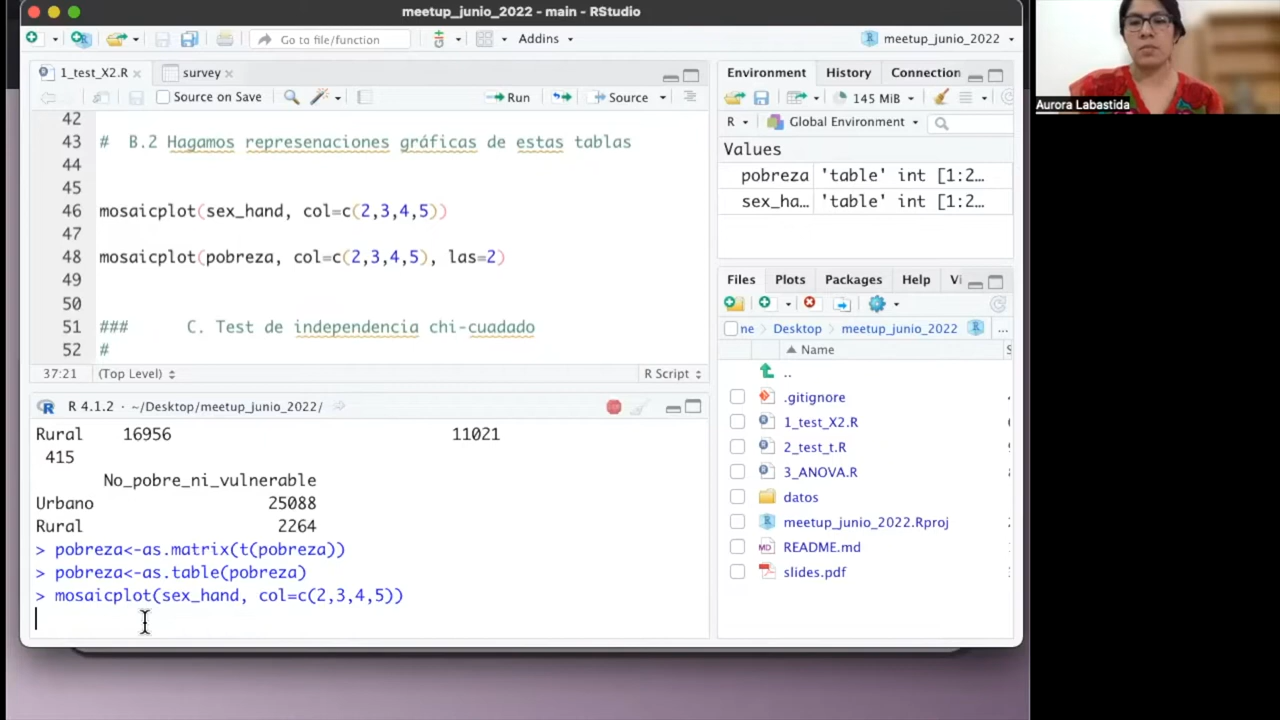 meetup_junio_2022 - main - RStudio
Go to file/function
Addins
meetup_junio_2022
1_test_X2.R
survey
Source on Save
Run
Source
42
43 # B.2 Hagamos represenaciones gráficas de estas tablas
44
45
46 mosaicplot(sex_hand, col=c(2,3,4,5))
47
48 mosaicplot(pobreza, col=c(2,3,4,5), las=2)
49
50
51 ### C. Test de independencia chi-cuadado
52 #
37:21 (Top Level) R Script
R 4.1.2 · ~/Desktop/meetup_junio_2022/
Rural 16956 11021
415
No_pobre_ni_vulnerable
Urbano 25088
Rural 2264
> pobreza<-as.matrix(t(pobreza))
> pobreza<-as.table(pobreza)
> mosaicplot(sex_hand, col=c(2,3,4,5))
Environment History Connection
145 MiB
R Global Environment
Values
pobreza 'table' int [1:2…
sex_ha… 'table' int [1:2…
Files Plots Packages Help Vi
ne Desktop meetup_junio_2022 ...
Name S
..
.gitignore
1_test_X2.R
2_test_t.R
3_ANOVA.R
datos
meetup_junio_2022.Rproj
README.md
slides.pdf
Aurora Labastida